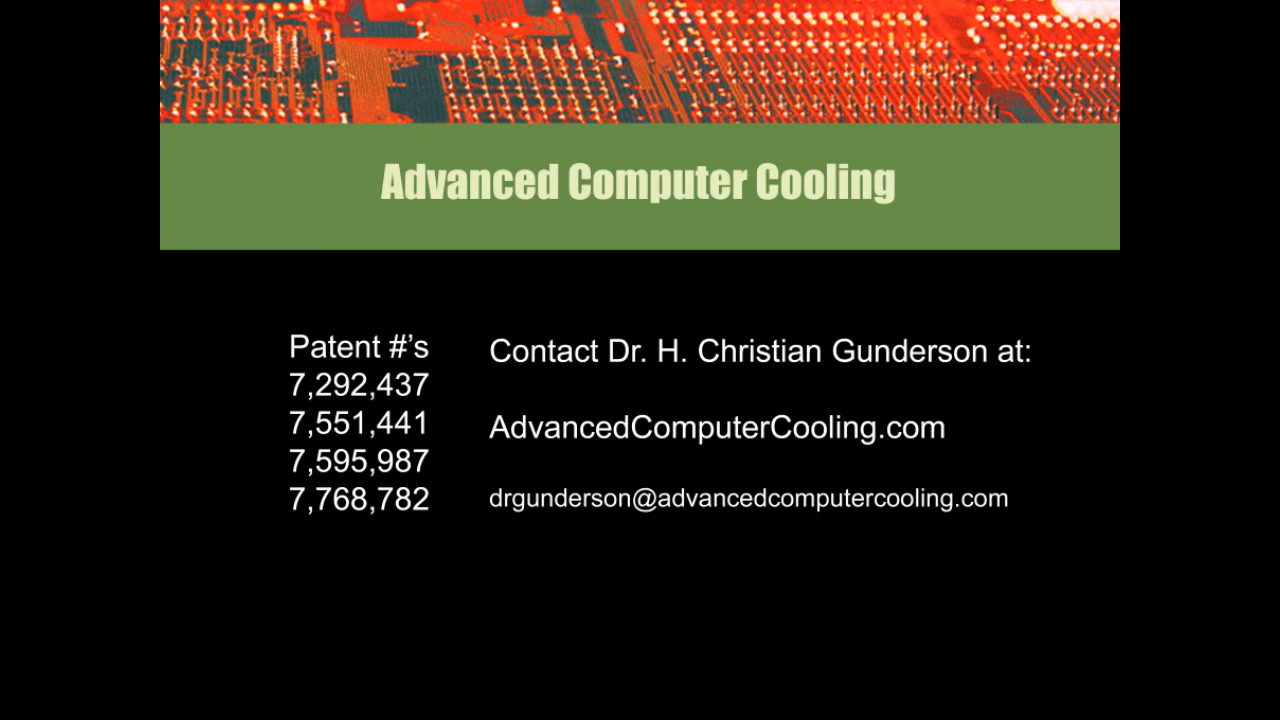 Advanced Computer Cooling
Patent #’s
7,292,437
7,551,441
7,595,987
7,768,782
Contact Dr. H. Christian Gunderson at:
AdvancedComputerCooling.com
drgunderson@advancedcomputercooling.com